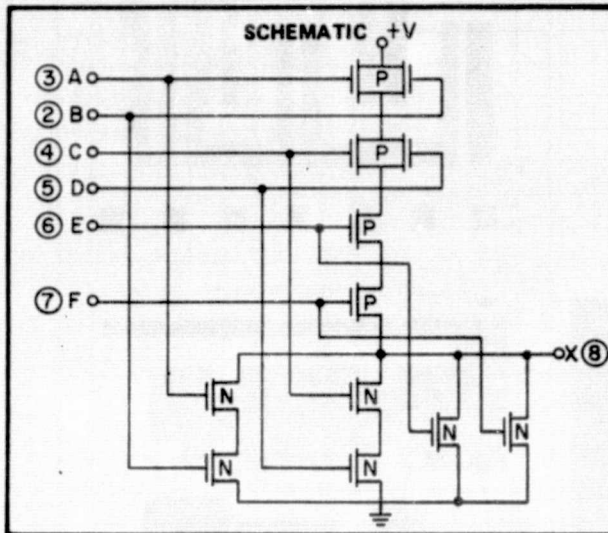 SCHEMATIC +V
③ A
P
② B
④ C
P
⑤ D
⑥ E
P
⑦ F
P
X ⑧
N N
N N
N N